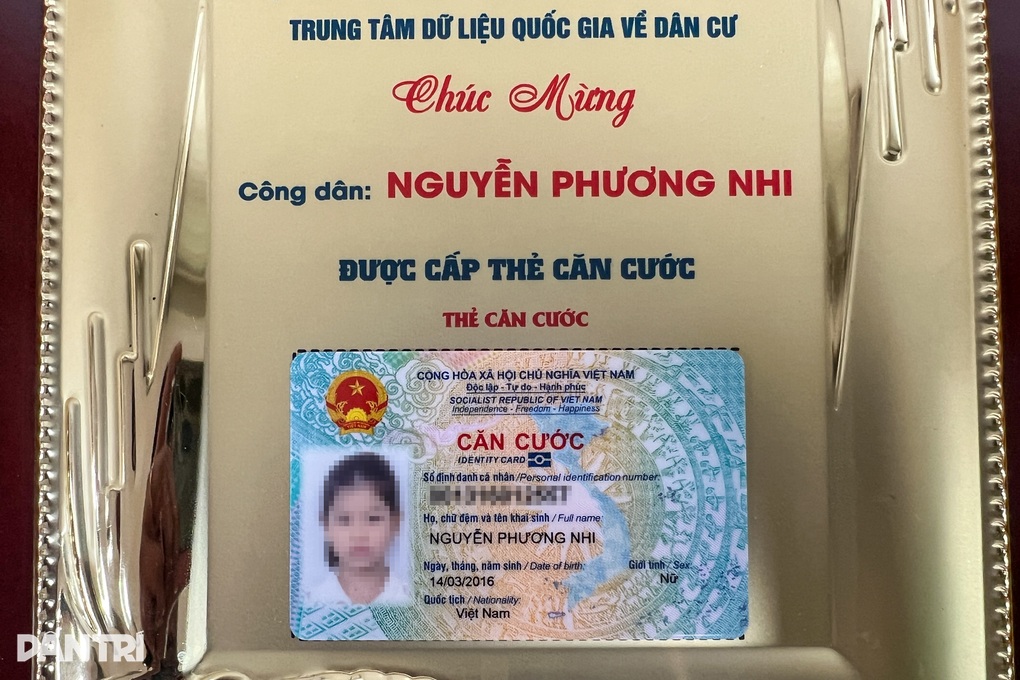 TRUNG TÂM DỮ LIỆU QUỐC GIA VỀ DÂN CƯ
Chúc Mừng
Công dân: NGUYỄN PHƯƠNG NHI
ĐƯỢC CẤP THẺ CĂN CƯỚC
THẺ CĂN CƯỚC
CỘNG HÒA XÃ HỘI CHỦ NGHĨA VIỆT NAM
Độc lập - Tự do - Hạnh phúc
SOCIALIST REPUBLIC OF VIET NAM
Independence - Freedom - Happiness
CĂN CƯỚC
IDENTITY CARD
Số định danh cá nhân / Personal identification number:
Họ, chữ đệm và tên khai sinh / Full name:
NGUYỄN PHƯƠNG NHI
Ngày, tháng, năm sinh / Date of birth: Giới tính / Sex:
14/03/2016 Nữ
Quốc tịch / Nationality:
Việt Nam
DÂN TRÍ